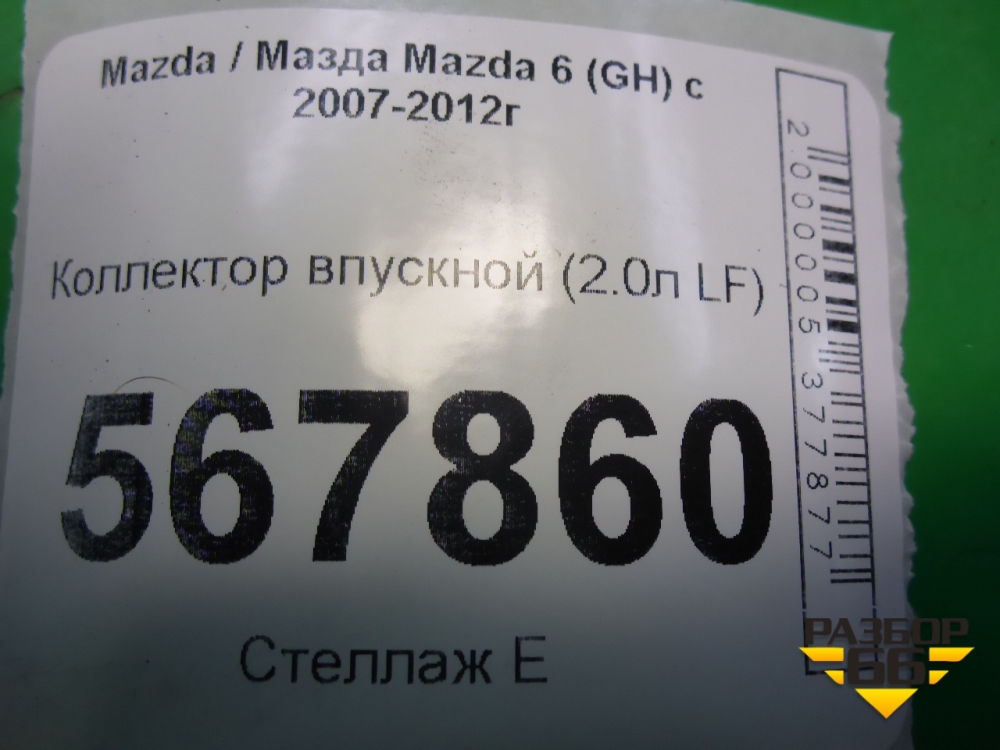 Mazda / Мазда Mazda 6 (GH) с
2007-2012г
Коллектор впускной (2.0л LF)
567860
Стеллаж Е
2000005377877
РАЗБОР
66